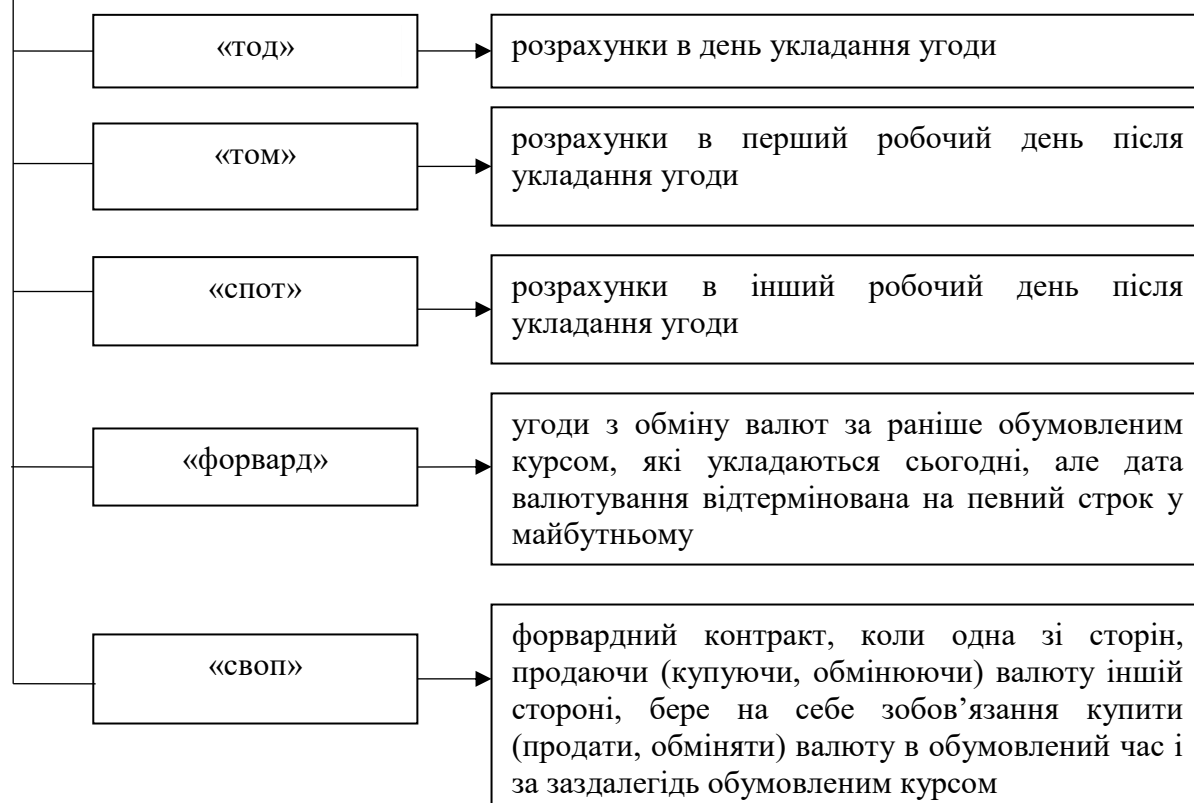 «тод»
розрахунки в день укладання угоди
«том»
розрахунки в перший робочий день після
укладання угоди
«спот»
розрахунки в інший робочий день після
укладання угоди
«форвард»
угоди з обміну валют за раніше обумовленим
курсом, які укладаються сьогодні, але дата
валютування відтермінована на певний строк у
майбутньому
«своп»
форвардний контракт, коли одна зі сторін,
продаючи (купуючи, обмінюючи) валюту іншій
стороні, бере на себе зобов’язання купити
(продати, обміняти) валюту в обумовлений час і
за заздалегідь обумовленим курсом